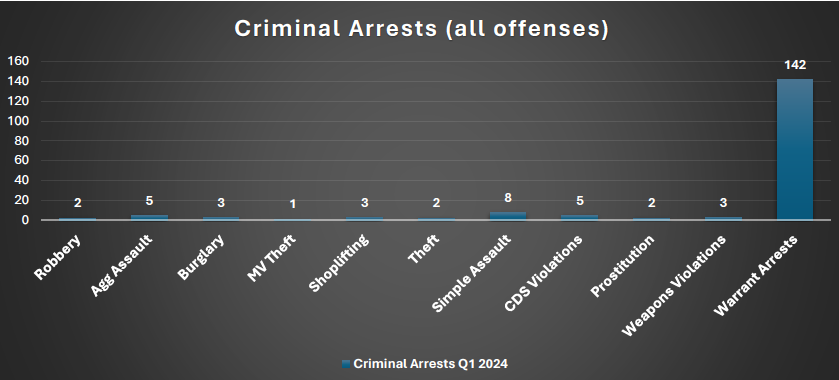 Criminal Arrests (all offenses)
160
140
120
100
80
60
40
20
0
2
5
3
1
3
2
8
5
2
3
142
Robbery
Agg Assault
Burglary
MV Theft
Shoplifting
Theft
Simple Assault
CDS Violations
Prostitution
Weapons Violations
Warrant Arrests
Criminal Arrests Q1 2024